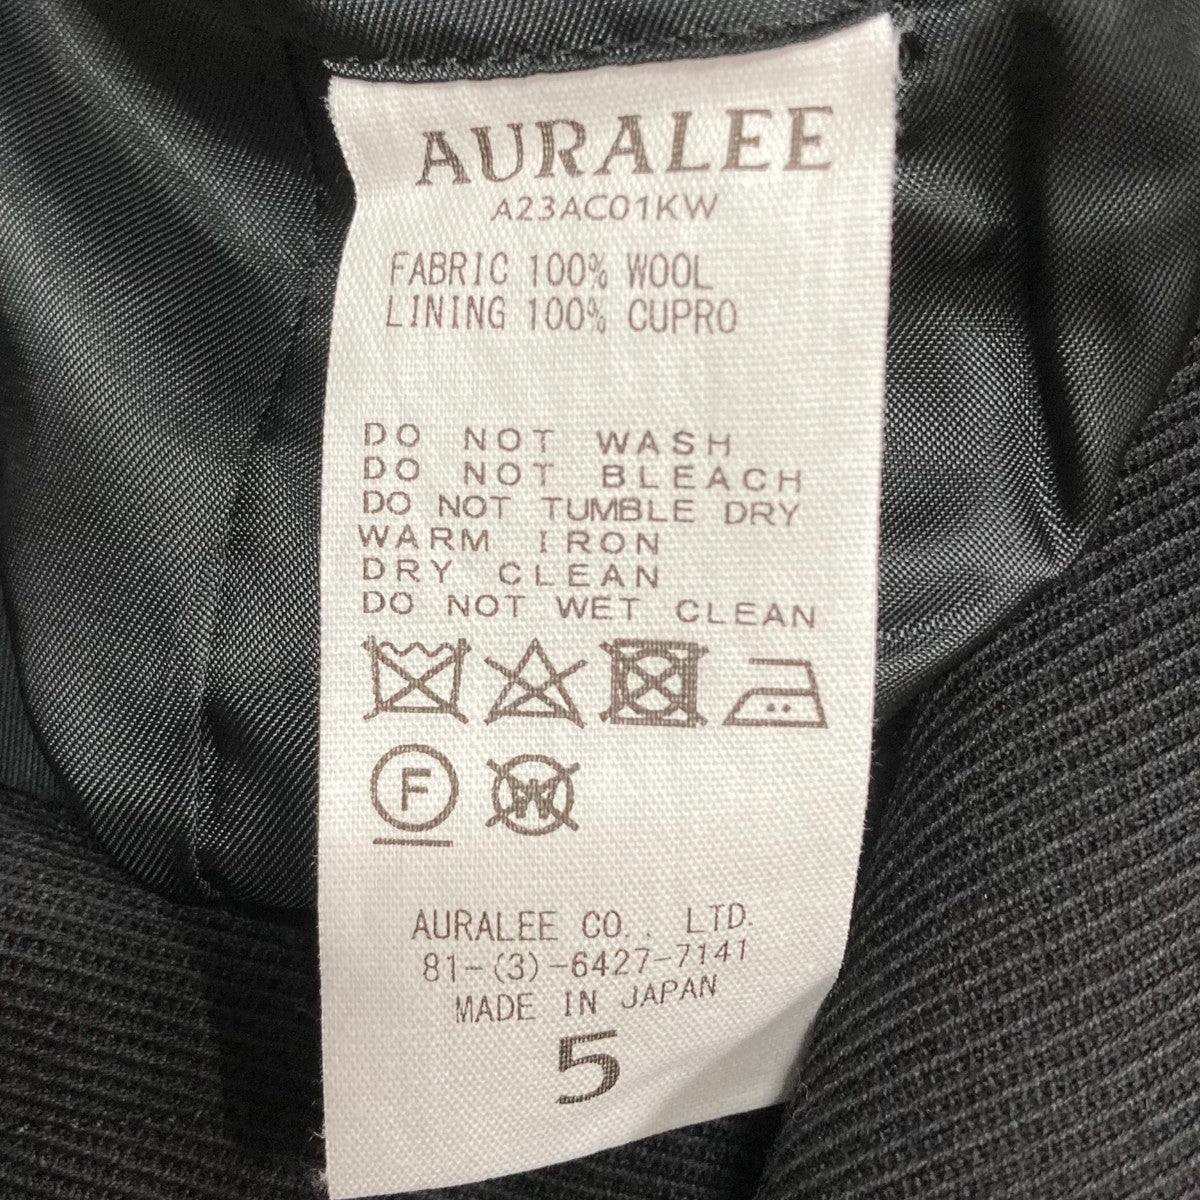 AURALEE
A23AC01KW
FABRIC 100% WOOL
LINING 100% CUPRO
DO NOT WASH
DO NOT BLEACH
DO NOT TUMBLE DRY
WARM IRON
DRY CLEAN
DO NOT WET CLEAN
F W
AURALEE CO., LTD.
81-(3)-6427-7141
MADE IN JAPAN
5